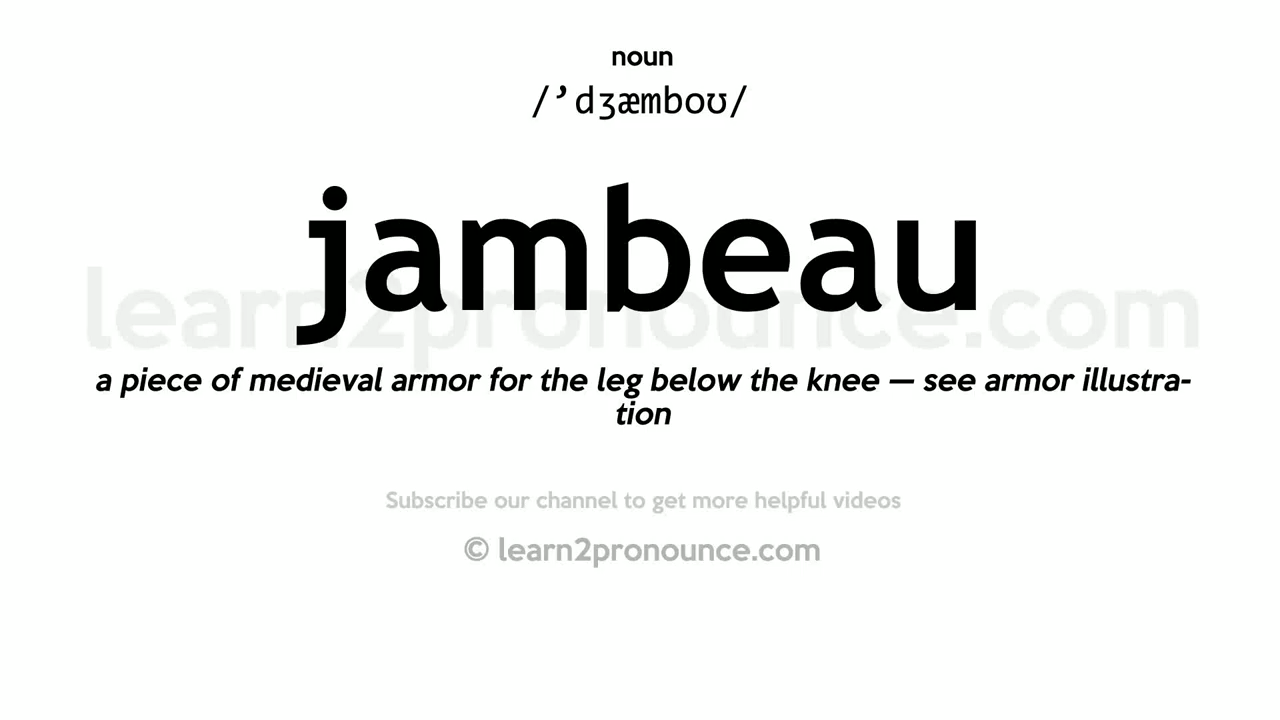 noun
/’dʒæmboʊ/
jambeau
learn2pronounce.com
a piece of medieval armor for the leg below the knee — see armor illustra-
tion
Subscribe our channel to get more helpful videos
© learn2pronounce.com